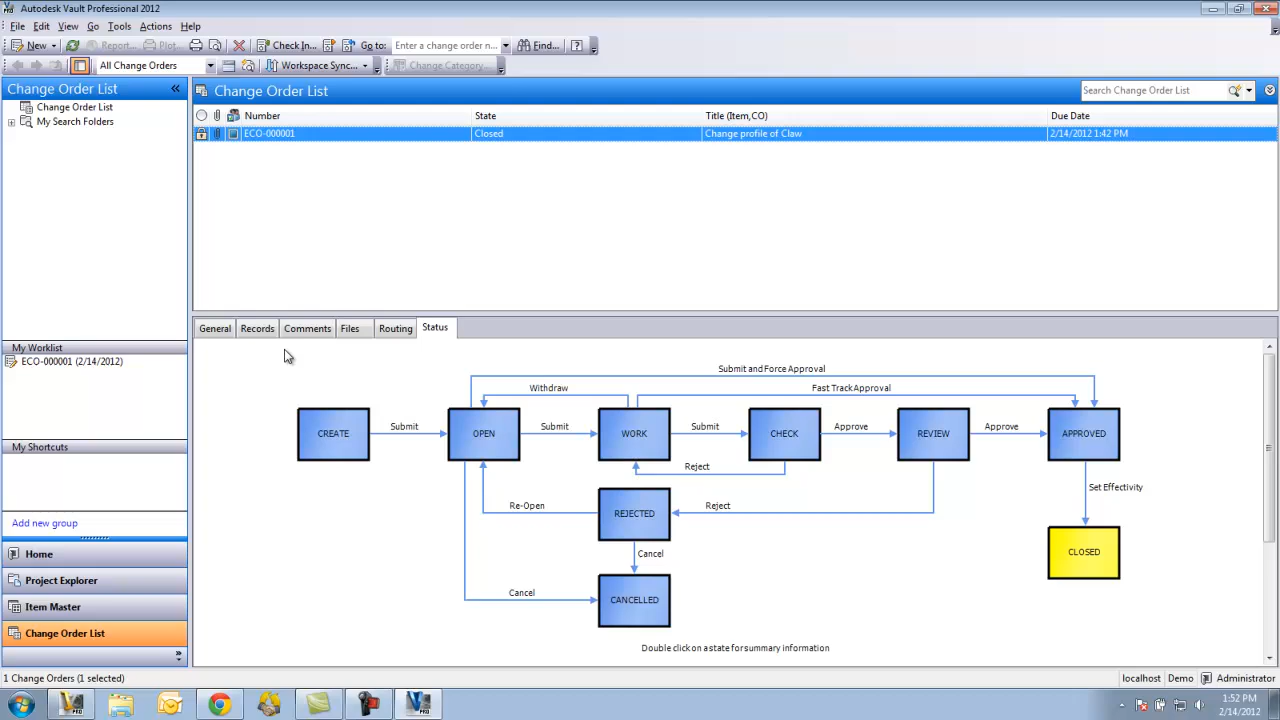 Autodesk Vault Professional 2012
File Edit View Go Tools Actions Help
New Report... Plot... Check In... Go to: Enter a change order n... Find...
All Change Orders Workspace Sync... Change Category...
Change Order List
Change Order List
My Search Folders
My Worklist
ECO-000001 (2/14/2012)
My Shortcuts
Add new group
Home
Project Explorer
Item Master
Change Order List
Change Order List
Search Change Order List
Number State Title (Item,CO) Due Date
ECO-000001 Closed Change profile of Claw 2/14/2012 1:42 PM
General Records Comments Files Routing Status
Submit and Force Approval
Withdraw Fast Track Approval
CREATE Submit OPEN Submit WORK Submit CHECK Approve REVIEW Approve APPROVED
Reject
Set Effectivity
Re-Open REJECTED Reject
Cancel CLOSED
Cancel CANCELLED
Double click on a state for summary information
1 Change Orders (1 selected) localhost Demo Administrator
1:52 PM
2/14/2012